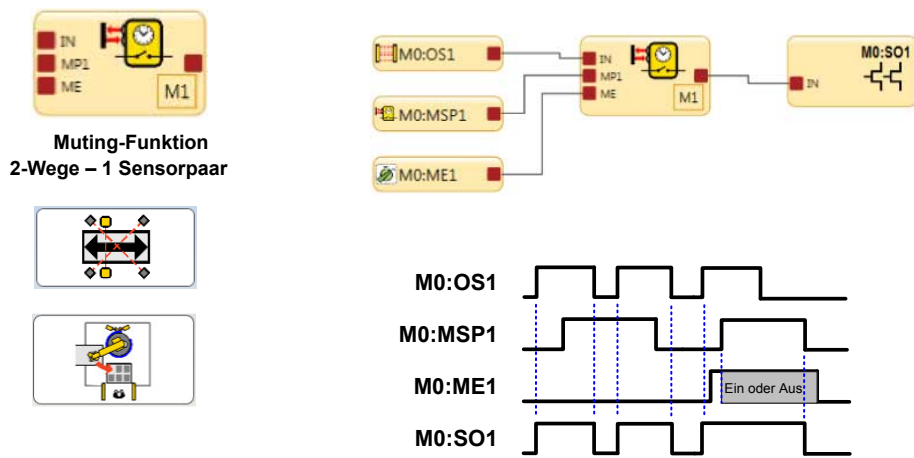 IN
MP1
ME
M1
Muting-Funktion
2-Wege – 1 Sensorpaar
M0:OS1
M0:MSP1
M0:ME1
IN
MP1
ME
M1
M0:SO1
IN
M0:OS1
M0:MSP1
M0:ME1
Ein oder Aus
M0:SO1